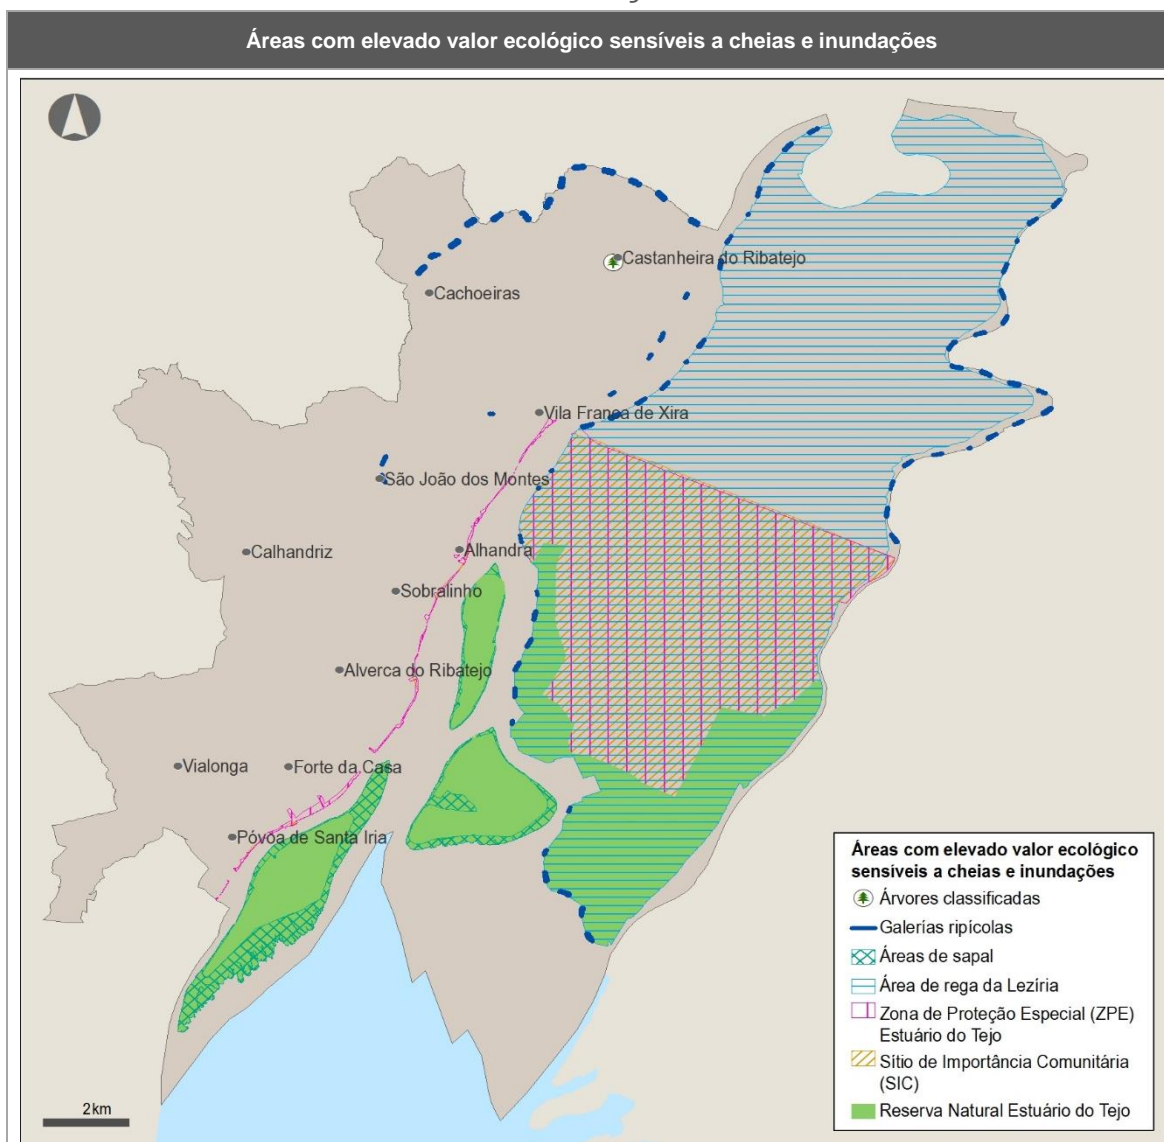 Áreas com elevado valor ecológico sensíveis a cheias e inundações
Castanheira do Ribatejo
Cachoeiras
Vila Franca de Xira
São João dos Montes
Calhandriz
Alhandra
Sobralinho
Alverca do Ribatejo
Vialonga
Forte da Casa
Póvoa de Santa Iria
Áreas com elevado valor ecológico
sensíveis a cheias e inundações
Árvores classificadas
Galerías ripícolas
Áreas de sapal
Área de rega da Lezíria
Zona de Proteção Especial (ZPE)
Estuário do Tejo
Sítio de Importância Comunitária
(SIC)
Reserva Natural Estuário do Tejo
2km